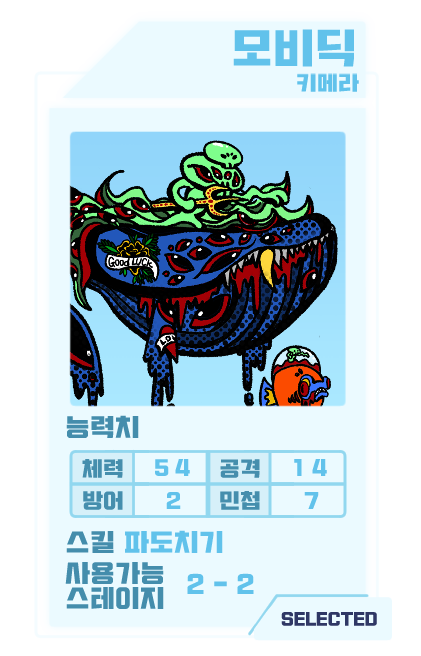 모비딕
키메라
GOOD LUCK
능력치
체력 54 공격 14
방어 2 민첩 7
스킬 파도치기
사용가능
스테이지 2 - 2
SELECTED